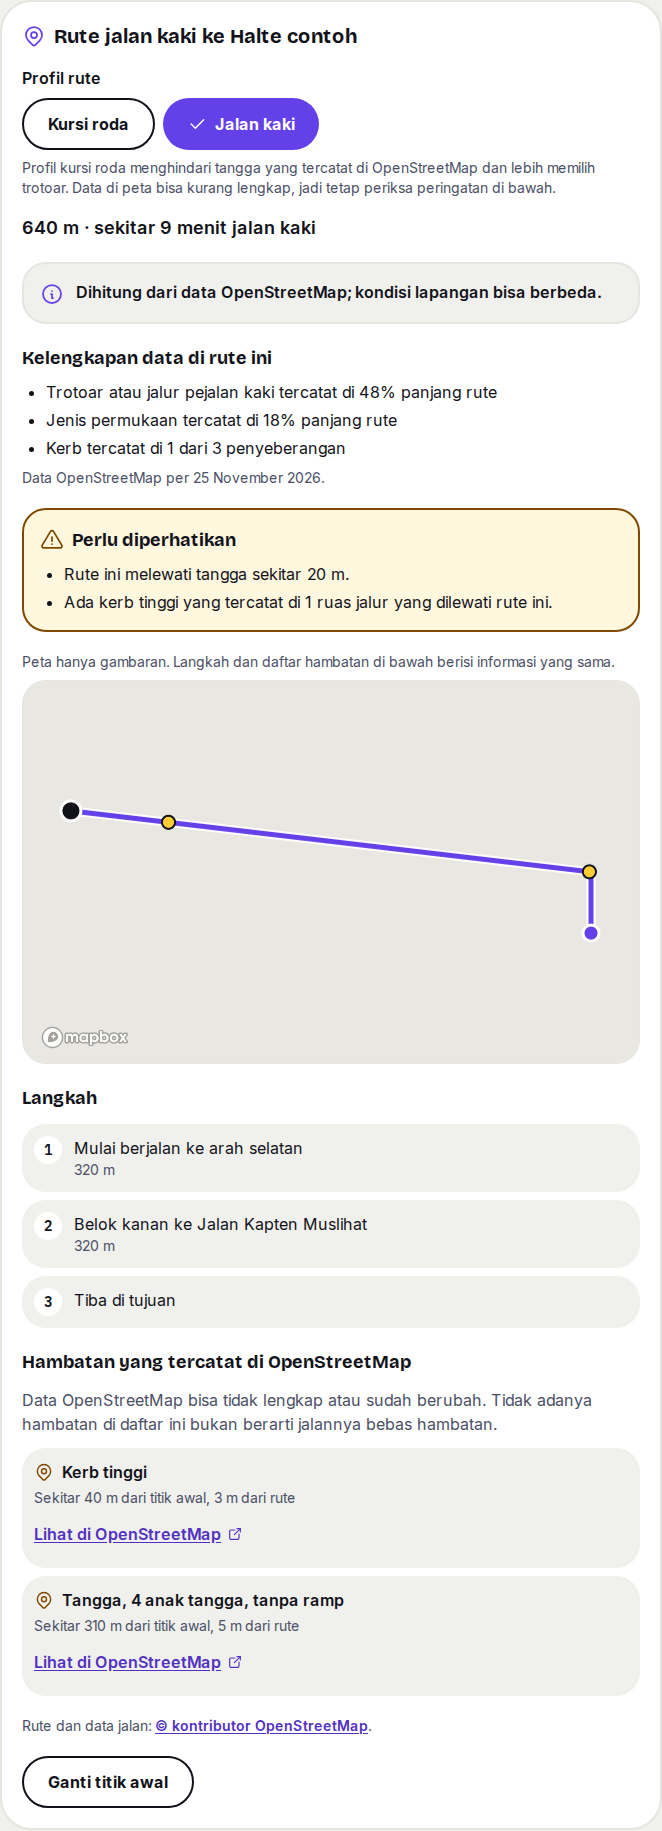 Rute jalan kaki ke Halte contoh
Profil rute
Kursi roda
Jalan kaki
Profil kursi roda menghindari tangga yang tercatat di OpenStreetMap dan lebih memilih
trotoar. Data di peta bisa kurang lengkap, jadi tetap periksa peringatan di bawah.
640 m · sekitar 9 menit jalan kaki
Dihitung dari data OpenStreetMap; kondisi lapangan bisa berbeda.
Kelengkapan data di rute ini
• Trotoar atau jalur pejalan kaki tercatat di 48% panjang rute
• Jenis permukaan tercatat di 18% panjang rute
• Kerb tercatat di 1 dari 3 penyeberangan
Data OpenStreetMap per 25 November 2026.
Perlu diperhatikan
• Rute ini melewati tangga sekitar 20 m.
• Ada kerb tinggi yang tercatat di 1 ruas jalur yang dilewati rute ini.
Peta hanya gambaran. Langkah dan daftar hambatan di bawah berisi informasi yang sama.
mapbox
Langkah
1 Mulai berjalan ke arah selatan
320 m
2 Belok kanan ke Jalan Kapten Muslihat
320 m
3 Tiba di tujuan
Hambatan yang tercatat di OpenStreetMap
Data OpenStreetMap bisa tidak lengkap atau sudah berubah. Tidak adanya
hambatan di daftar ini bukan berarti jalannya bebas hambatan.
Kerb tinggi
Sekitar 40 m dari titik awal, 3 m dari rute
Lihat di OpenStreetMap
Tangga, 4 anak tangga, tanpa ramp
Sekitar 310 m dari titik awal, 5 m dari rute
Lihat di OpenStreetMap
Rute dan data jalan: © kontributor OpenStreetMap.
Ganti titik awal